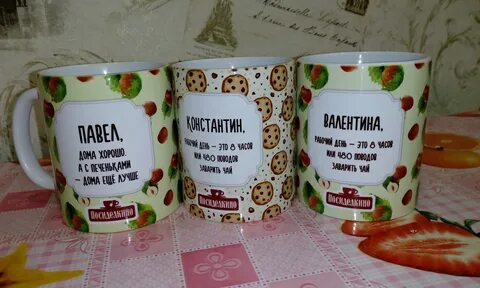 ПАВЕЛ,
ДОМА ХОРОШО,
А С ПЕЧЕНЬКАМИ
– ДОМА ЕЩЁ ЛУЧШЕ
Посиделкино
КОНСТАНТИН,
РАБОЧИЙ ДЕНЬ – ЭТО 8 ЧАСОВ
ИЛИ 480 ПОВОДОВ
ЗАВАРИТЬ ЧАЙ
Посиделкино
ВАЛЕНТИНА,
РАБОЧИЙ ДЕНЬ – ЭТО 8 ЧАСОВ
ИЛИ 480 ПОВОДОВ
ЗАВАРИТЬ ЧАЙ
Посиделкино